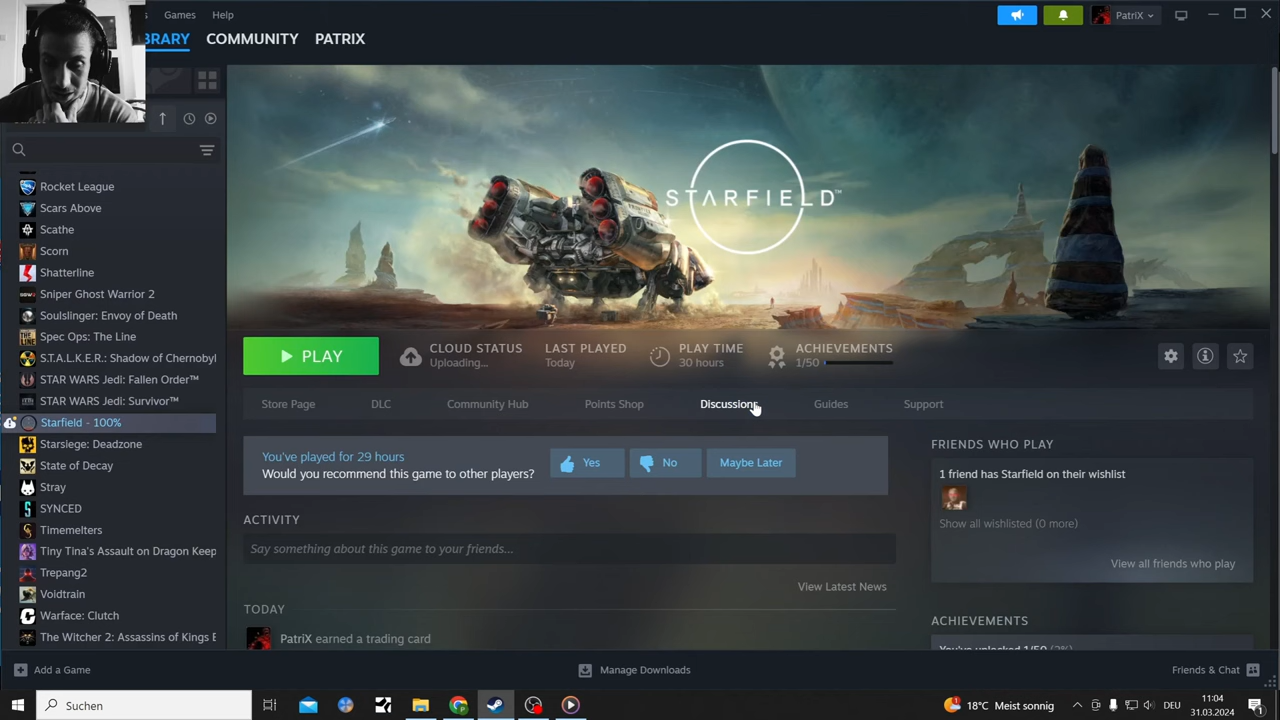 Games Help
PatriX
BRARY COMMUNITY PATRIX
Rocket League
Scars Above
Scathe
Scorn
Shatterline
Sniper Ghost Warrior 2
Soulslinger: Envoy of Death
Spec Ops: The Line
S.T.A.L.K.E.R.: Shadow of Chernobyl
STAR WARS Jedi: Fallen Order™
STAR WARS Jedi: Survivor™
Starfield - 100%
Starsiege: Deadzone
State of Decay
Stray
SYNCED
Timemelters
Tiny Tina's Assault on Dragon Keep
Trepang2
Voidtrain
Warface: Clutch
The Witcher 2: Assassins of Kings E
STARFIELD™
PLAY
CLOUD STATUS
Uploading...
LAST PLAYED
Today
PLAY TIME
30 hours
ACHIEVEMENTS
1/50
Store Page DLC Community Hub Points Shop Discussions Guides Support
You've played for 29 hours
Would you recommend this game to other players?
Yes No Maybe Later
ACTIVITY
Say something about this game to your friends...
View Latest News
TODAY
PatriX earned a trading card
FRIENDS WHO PLAY
1 friend has Starfield on their wishlist
Show all wishlisted (0 more)
View all friends who play
ACHIEVEMENTS
You've unlocked 1/50 (2%)
Add a Game Manage Downloads Friends & Chat
Suchen
18°C Meist sonnig
DEU
11:04
31.03.2024